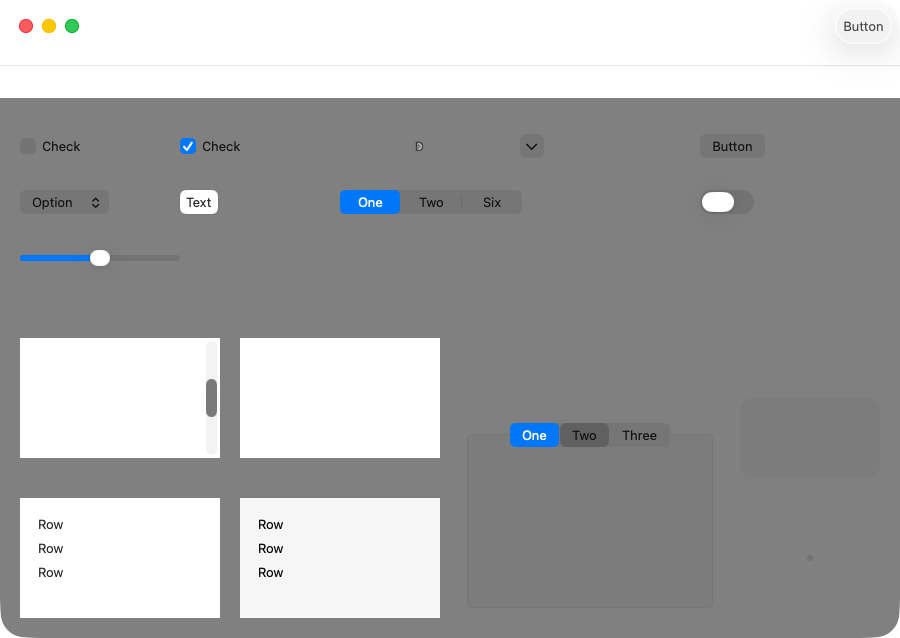 Button
Check
Check
Button
Option
Text
One Two Six
One Two Three
Row
Row
Row
Row
Row
Row